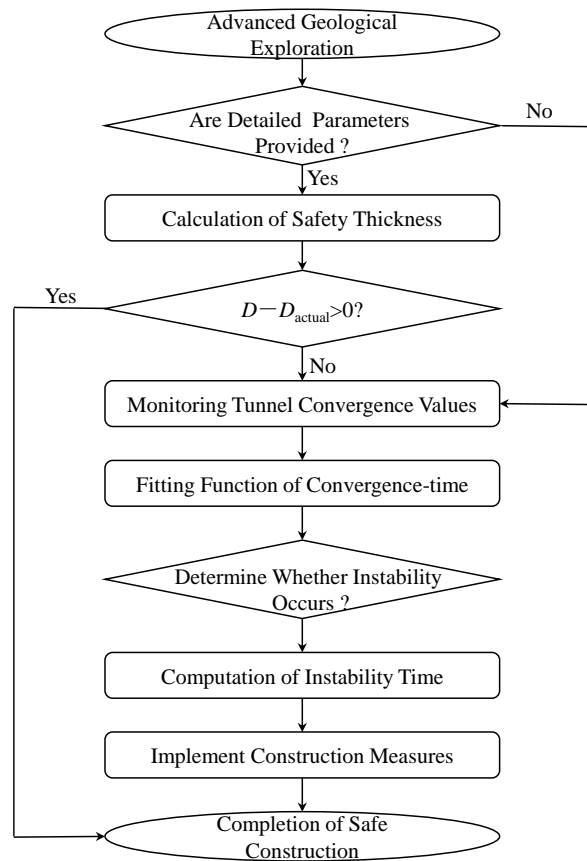 Advanced Geological
Exploration
Are Detailed Parameters
Provided ?
No
Yes
Calculation of Safety Thickness
Yes
D－Dactual>0?
No
Monitoring Tunnel Convergence Values
Fitting Function of Convergence-time
Determine Whether Instability
Occurs ?
Computation of Instability Time
Implement Construction Measures
Completion of Safe
Construction